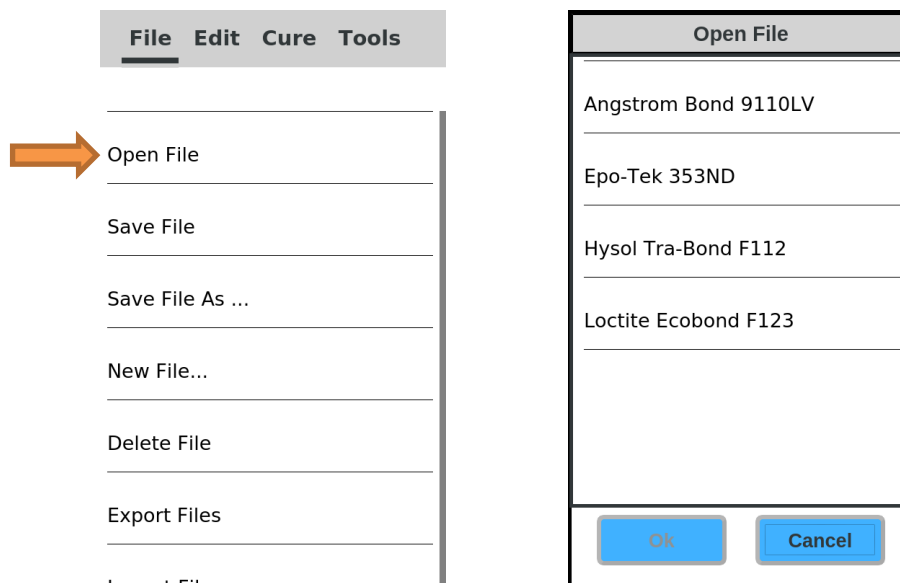 File Edit Cure Tools
Open File
Save File
Save File As ...
New File...
Delete File
Export Files
Open File
Angstrom Bond 9110LV
Epo-Tek 353ND
Hysol Tra-Bond F112
Loctite Ecobond F123
Ok Cancel